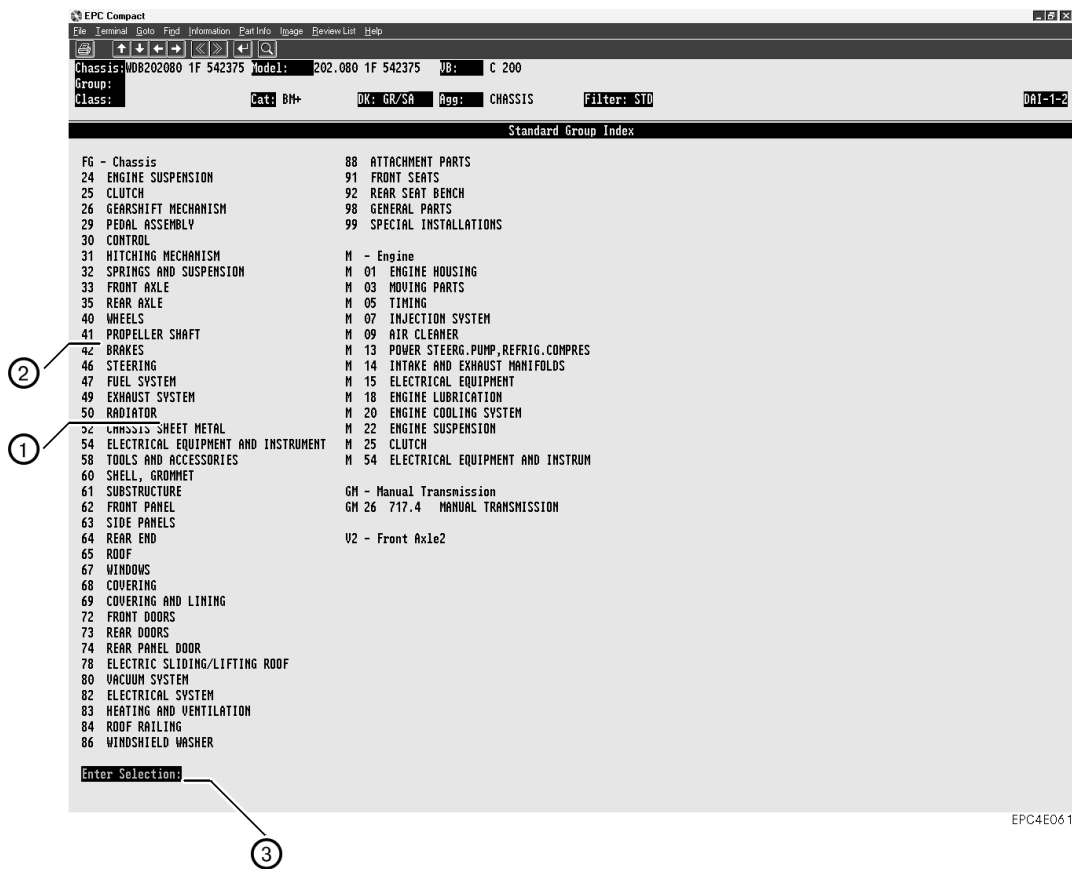 EPC Compact
File Terminal Goto Find Information Part Info Image Review List Help
Chassis:WDB202080 1F 542375 Model: 202.080 1F 542375 VB: C 200
Group:
Class: Cat: BM+ DK: GR/SA Agg: CHASSIS Filter: STD DAI-1-2
Standard Group Index
FG - Chassis
24 ENGINE SUSPENSION
25 CLUTCH
26 GEARSHIFT MECHANISM
29 PEDAL ASSEMBLY
30 CONTROL
31 HITCHING MECHANISM
32 SPRINGS AND SUSPENSION
33 FRONT AXLE
35 REAR AXLE
40 WHEELS
41 PROPELLER SHAFT
42 BRAKES
46 STEERING
47 FUEL SYSTEM
49 EXHAUST SYSTEM
50 RADIATOR
52 CHASSIS SHEET METAL
54 ELECTRICAL EQUIPMENT AND INSTRUMENT
58 TOOLS AND ACCESSORIES
60 SHELL, GROMMET
61 SUBSTRUCTURE
62 FRONT PANEL
63 SIDE PANELS
64 REAR END
65 ROOF
67 WINDOWS
68 COVERING
69 COVERING AND LINING
72 FRONT DOORS
73 REAR DOORS
74 REAR PANEL DOOR
78 ELECTRIC SLIDING/LIFTING ROOF
80 VACUUM SYSTEM
82 ELECTRICAL SYSTEM
83 HEATING AND VENTILATION
84 ROOF RAILING
86 WINDSHIELD WASHER
88 ATTACHMENT PARTS
91 FRONT SEATS
92 REAR SEAT BENCH
98 GENERAL PARTS
99 SPECIAL INSTALLATIONS
M - Engine
M 01 ENGINE HOUSING
M 03 MOVING PARTS
M 05 TIMING
M 07 INJECTION SYSTEM
M 09 AIR CLEANER
M 13 POWER STEERG.PUMP,REFRIG.COMPRES
M 14 INTAKE AND EXHAUST MANIFOLDS
M 15 ELECTRICAL EQUIPMENT
M 18 ENGINE LUBRICATION
M 20 ENGINE COOLING SYSTEM
M 22 ENGINE SUSPENSION
M 25 CLUTCH
M 54 ELECTRICAL EQUIPMENT AND INSTRUM
GM - Manual Transmission
GM 26 717.4 MANUAL TRANSMISSION
V2 - Front Axle2
Enter Selection:
2
1
3
EPC4E061